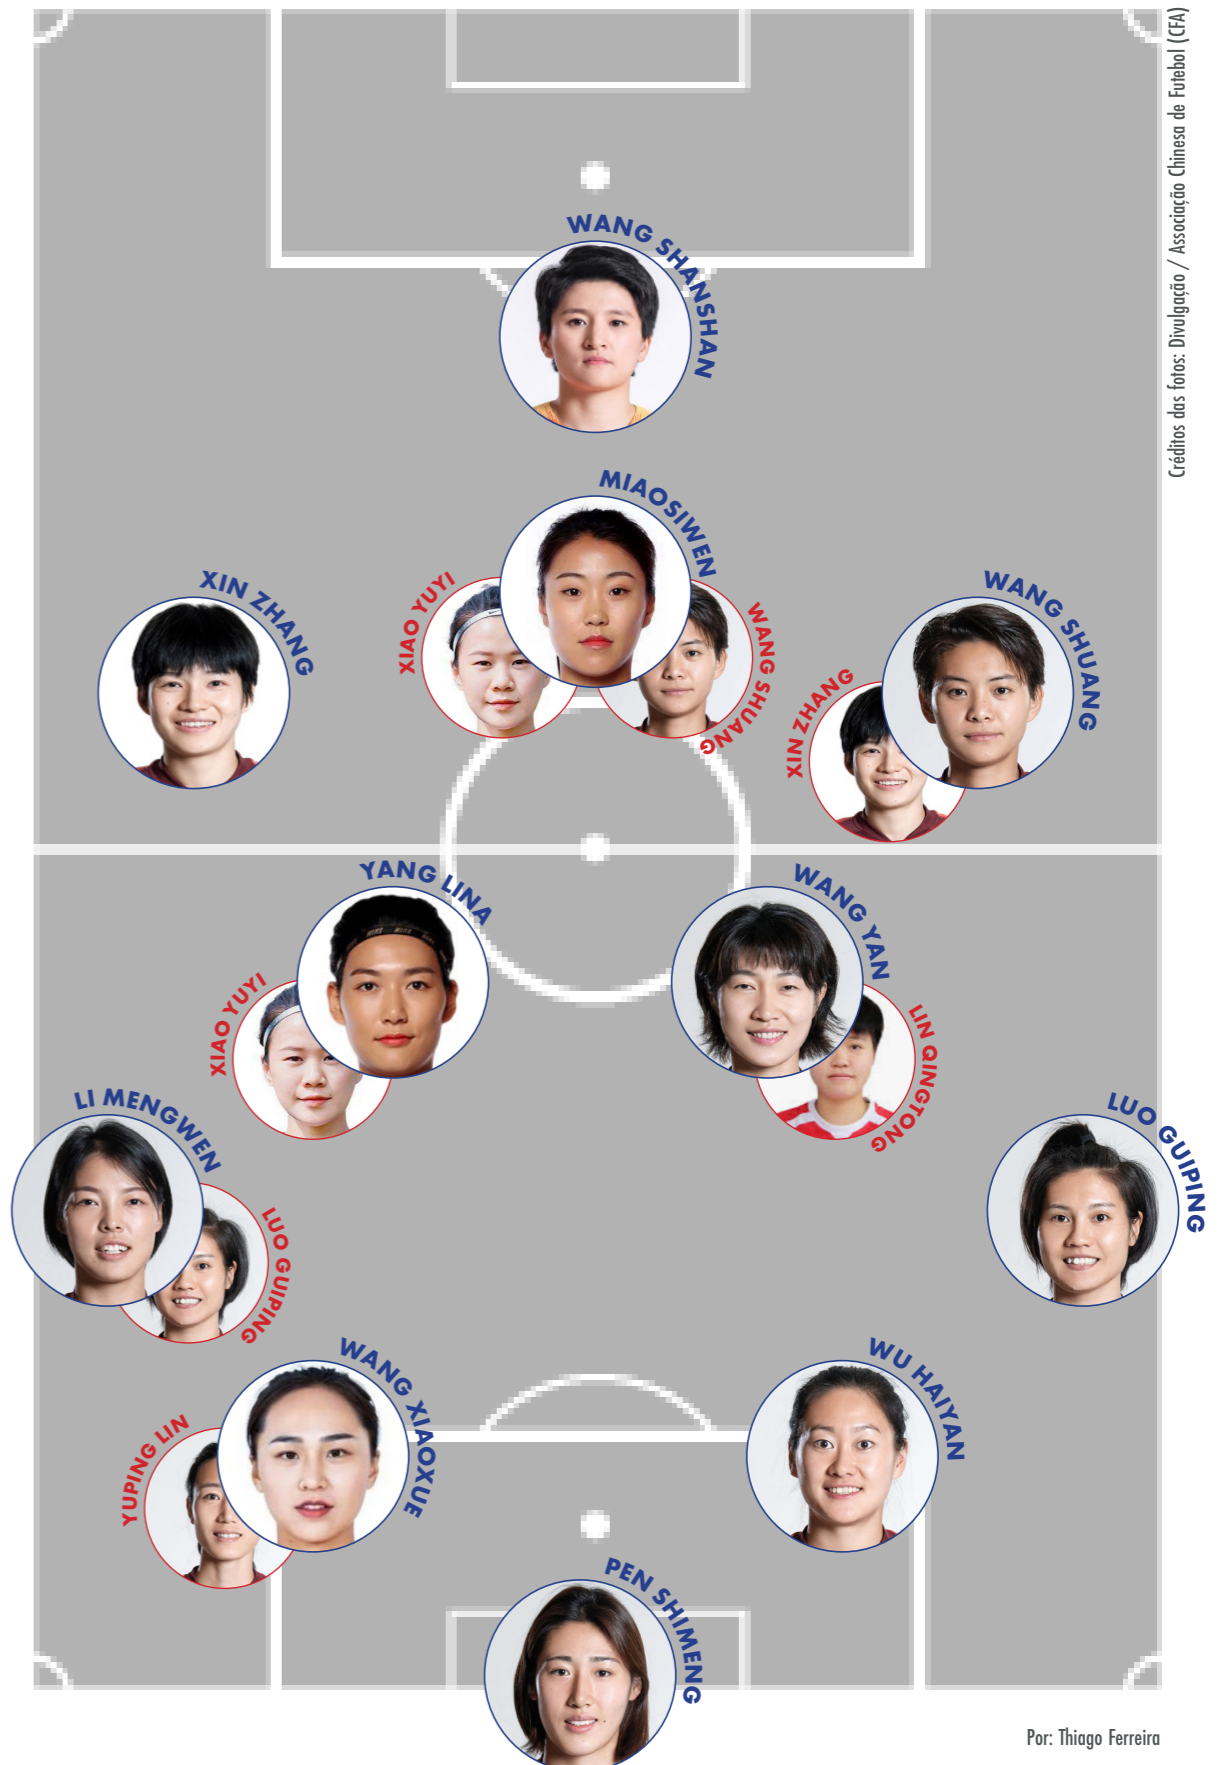 Créditos das fotos: Divulgação / Associação Chinesa de Futebol (CFA)
WANG SHANSHAN
MIAOSIWEN
XIN ZHANG
XIAO YUYI
WANG SHUANG
WANG SHUANG
XIN ZHANG
YANG LINA
WANG YAN
XIAO YUYI
LIN QINGTONG
LI MENGWEN
LUO GUIPING
LUO GUIPING
WANG XIAOXUE
WU HAIYAN
YUPING LIN
PEN SHIMENG
Por: Thiago Ferreira